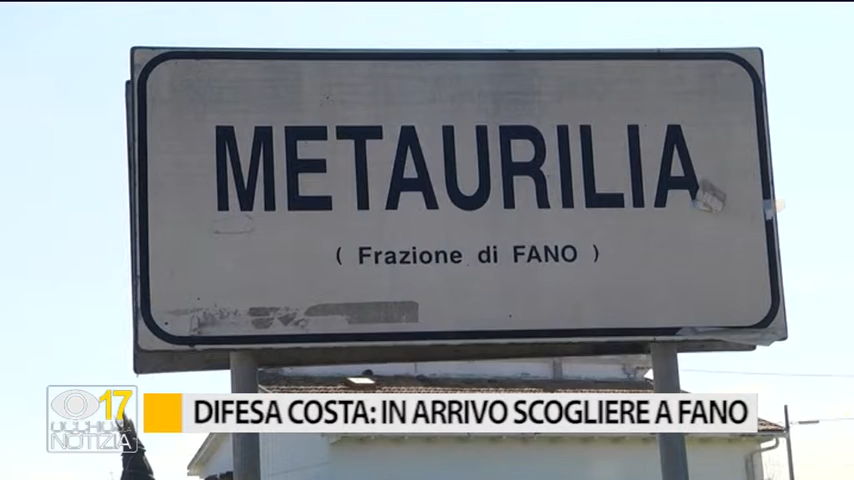 METAURILIA
( Frazione di FANO )
17
OCCHIO
NOTIZIA
DIFESA COSTA: IN ARRIVO SCOGLIERE A FANO